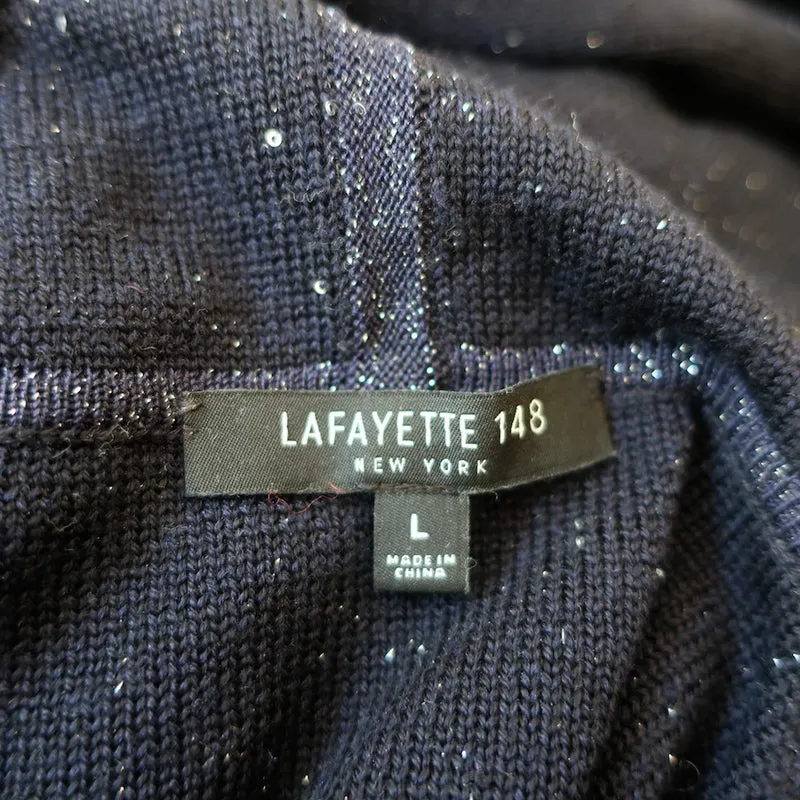 LAFAYETTE 148
NEW YORK
L
MADE IN
CHINA